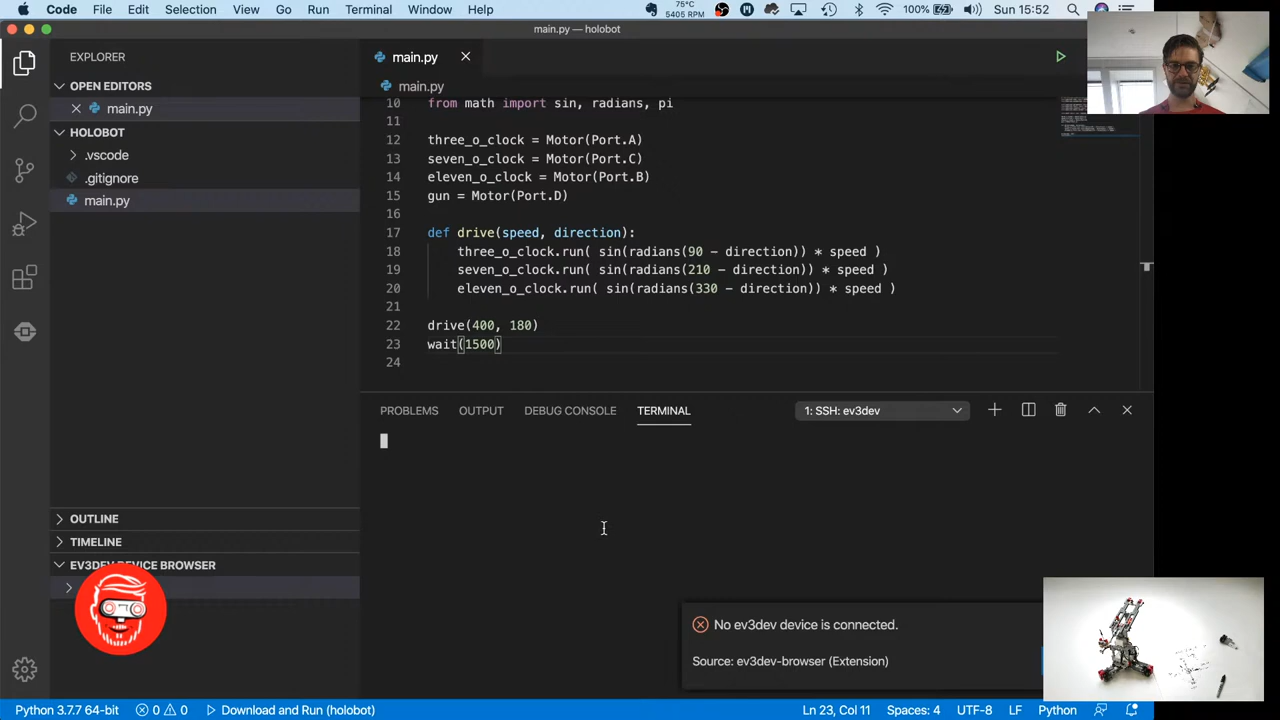 Code File Edit Selection View Go Run Terminal Window Help
75°C
5405 RPM
100%
Sun 15:52
main.py — holobot
EXPLORER
OPEN EDITORS
main.py
HOLOBOT
.vscode
.gitignore
main.py
OUTLINE
TIMELINE
EV3DEV DEVICE BROWSER
main.py
main.py
10 from math import sin, radians, pi
11
12 three_o_clock = Motor(Port.A)
13 seven_o_clock = Motor(Port.C)
14 eleven_o_clock = Motor(Port.B)
15 gun = Motor(Port.D)
16
17 def drive(speed, direction):
18 three_o_clock.run( sin(radians(90 - direction)) * speed )
19 seven_o_clock.run( sin(radians(210 - direction)) * speed )
20 eleven_o_clock.run( sin(radians(330 - direction)) * speed )
21
22 drive(400, 180)
23 wait(1500)
24
PROBLEMS OUTPUT DEBUG CONSOLE TERMINAL 1: SSH: ev3dev
No ev3dev device is connected.
Source: ev3dev-browser (Extension)
Python 3.7.7 64-bit 0 0 Download and Run (holobot) Ln 23, Col 11 Spaces: 4 UTF-8 LF Python